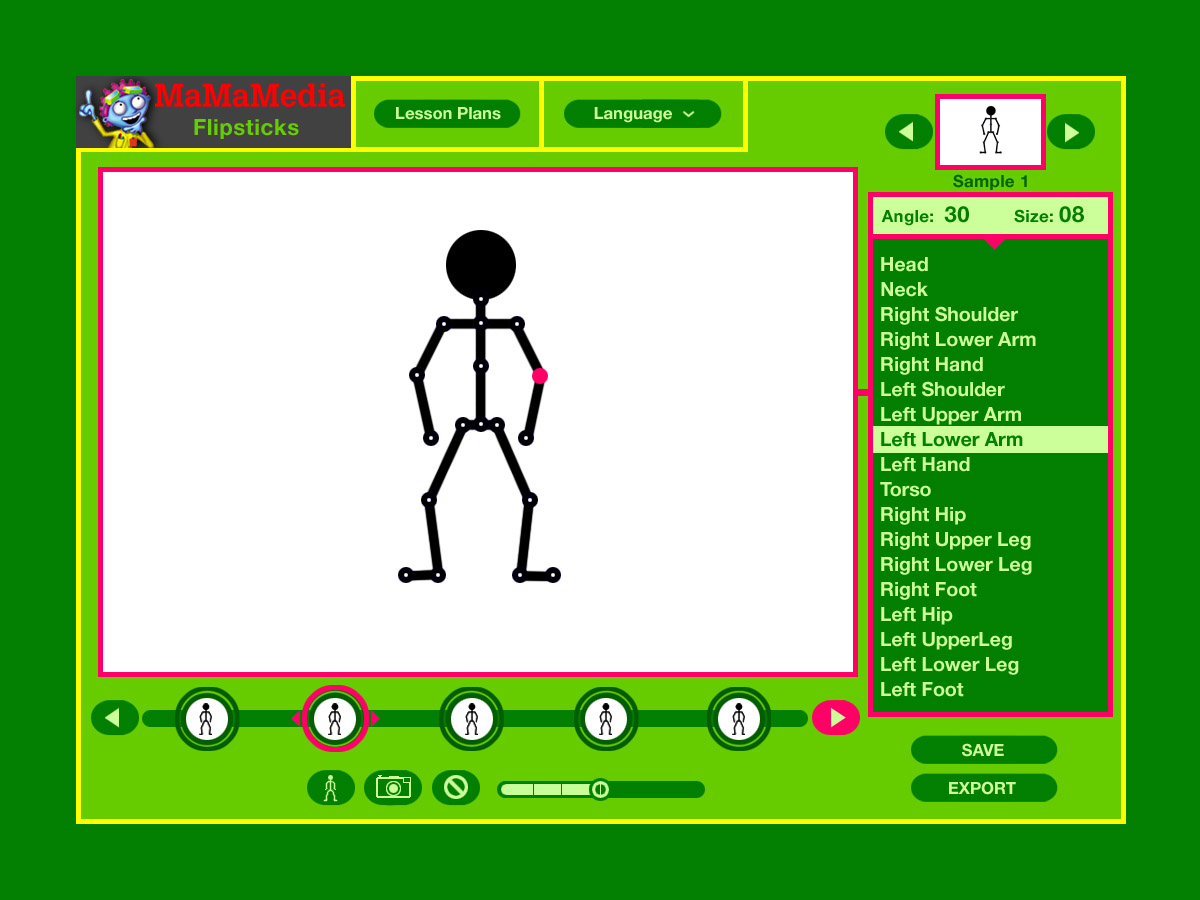 MaMaMedia
Flipsticks
Lesson Plans
Language
Sample 1
Angle: 30 Size: 08
Head
Neck
Right Shoulder
Right Lower Arm
Right Hand
Left Shoulder
Left Upper Arm
Left Lower Arm
Left Hand
Torso
Right Hip
Right Upper Leg
Right Lower Leg
Right Foot
Left Hip
Left UpperLeg
Left Lower Leg
Left Foot
SAVE
EXPORT